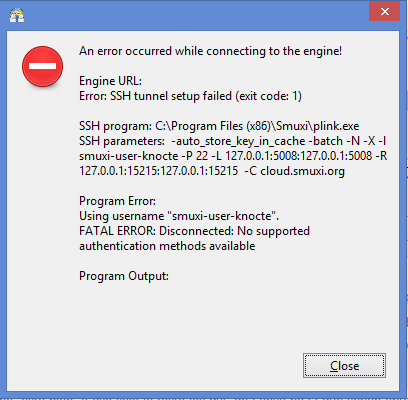 An error occurred while connecting to the engine!
Engine URL:
Error: SSH tunnel setup failed (exit code: 1)
SSH program: C:\Program Files (x86)\Smuxi\plink.exe
SSH parameters:  -auto_store_key_in_cache -batch -N -X -l
smuxi-user-knocte -P 22 -L 127.0.0.1:5008:127.0.0.1:5008 -R
127.0.0.1:15215:127.0.0.1:15215  -C cloud.smuxi.org
Program Error:
Using username "smuxi-user-knocte".
FATAL ERROR: Disconnected: No supported
authentication methods available
Program Output:
Close